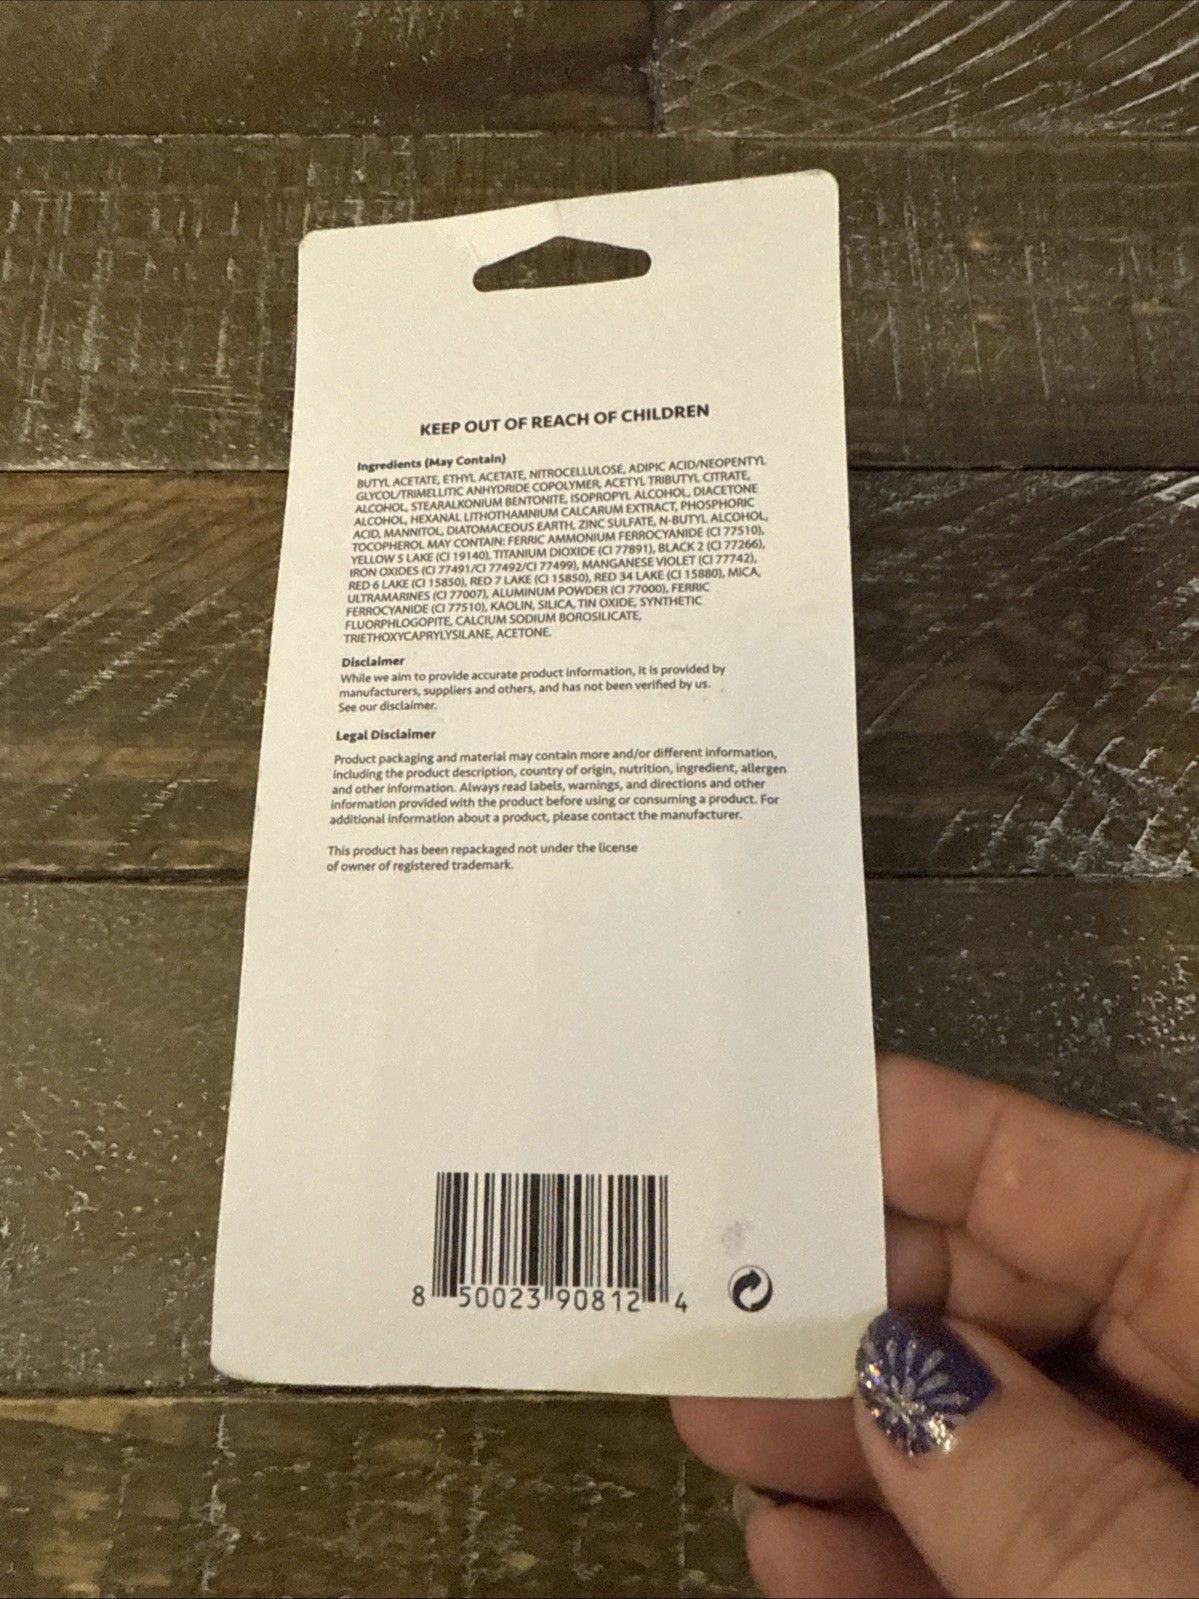 KEEP OUT OF REACH OF CHILDREN
Ingredients (May Contain)
BUTYL ACETATE, ETHYL ACETATE, NITROCELLULOSE, ADIPIC ACID/NEOPENTYL
GLYCOL/TRIMELLITIC ANHYDRIDE COPOLYMER, ACETYL TRIBUTYL CITRATE,
ALCOHOL, STEARALKONIUM BENTONITE, ISOPROPYL ALCOHOL, DIACETONE
ALCOHOL, HEXANAL LITHOTHAMNIUM CALCARUM EXTRACT, PHOSPHORIC
ACID, MANNITOL, DIATOMACEOUS EARTH, ZINC SULFATE, N-BUTYL ALCOHOL,
TOCOPHEROL MAY CONTAIN: FERRIC AMMONIUM FERROCYANIDE (CI 77510),
YELLOW 5 LAKE (CI 19140), TITANIUM DIOXIDE (CI 77891), BLACK 2 (CI 77266),
IRON OXIDES (CI 77491/CI 77492/CI 77499), MANGANESE VIOLET (CI 77742),
RED 6 LAKE (CI 15850), RED 7 LAKE (CI 15850), RED 34 LAKE (CI 15880), MICA,
ULTRAMARINES (CI 77007), ALUMINUM POWDER (CI 77000), FERRIC
FERROCYANIDE (CI 77510), KAOLIN, SILICA, TIN OXIDE, SYNTHETIC
FLUORPHLOGOPITE, CALCIUM SODIUM BOROSILICATE,
TRIETHOXYCAPRYLYSILANE, ACETONE.
Disclaimer
While we aim to provide accurate product information, it is provided by
manufacturers, suppliers and others, and has not been verified by us.
See our disclaimer.
Legal Disclaimer
Product packaging and material may contain more and/or different information,
including the product description, country of origin, nutrition, ingredient, allergen
and other information. Always read labels, warnings, and directions and other
information provided with the product before using or consuming a product. For
additional information about a product, please contact the manufacturer.
This product has been repackaged not under the license
of owner of registered trademark.
8 50023 90812 4